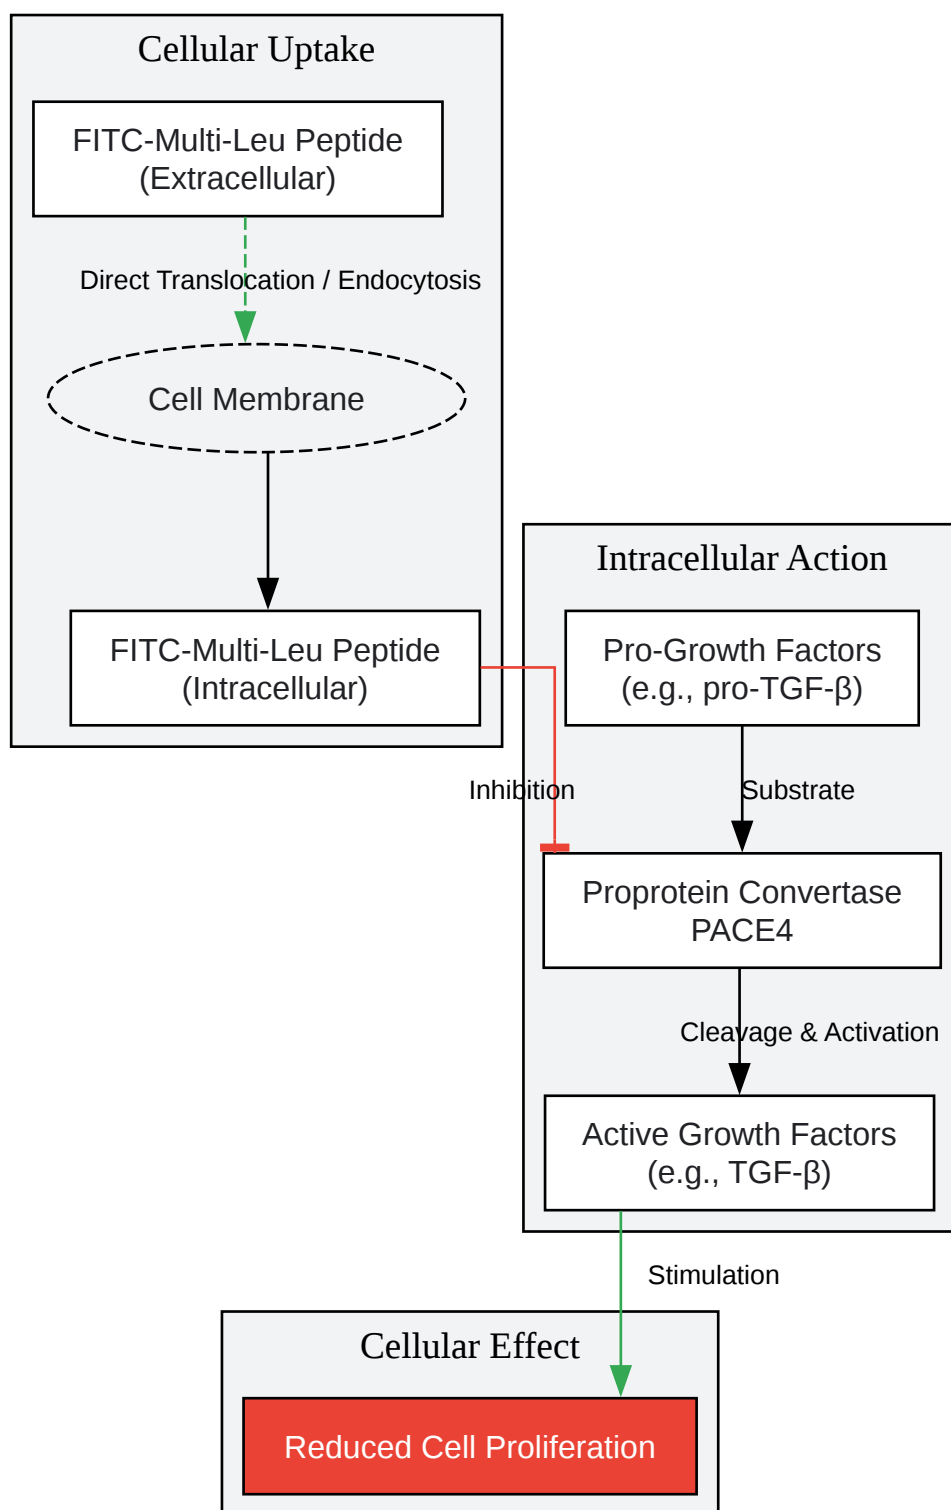 Cellular Uptake
FITC-Multi-Leu Peptide
(Extracellular)
Direct Translocation / Endocytosis
Cell Membrane
FITC-Multi-Leu Peptide
(Intracellular)
Inhibition
Intracellular Action
Pro-Growth Factors
(e.g., pro-TGF-β)
Substrate
Proprotein Convertase
PACE4
Cleavage & Activation
Active Growth Factors
(e.g., TGF-β)
Stimulation
Cellular Effect
Reduced Cell Proliferation